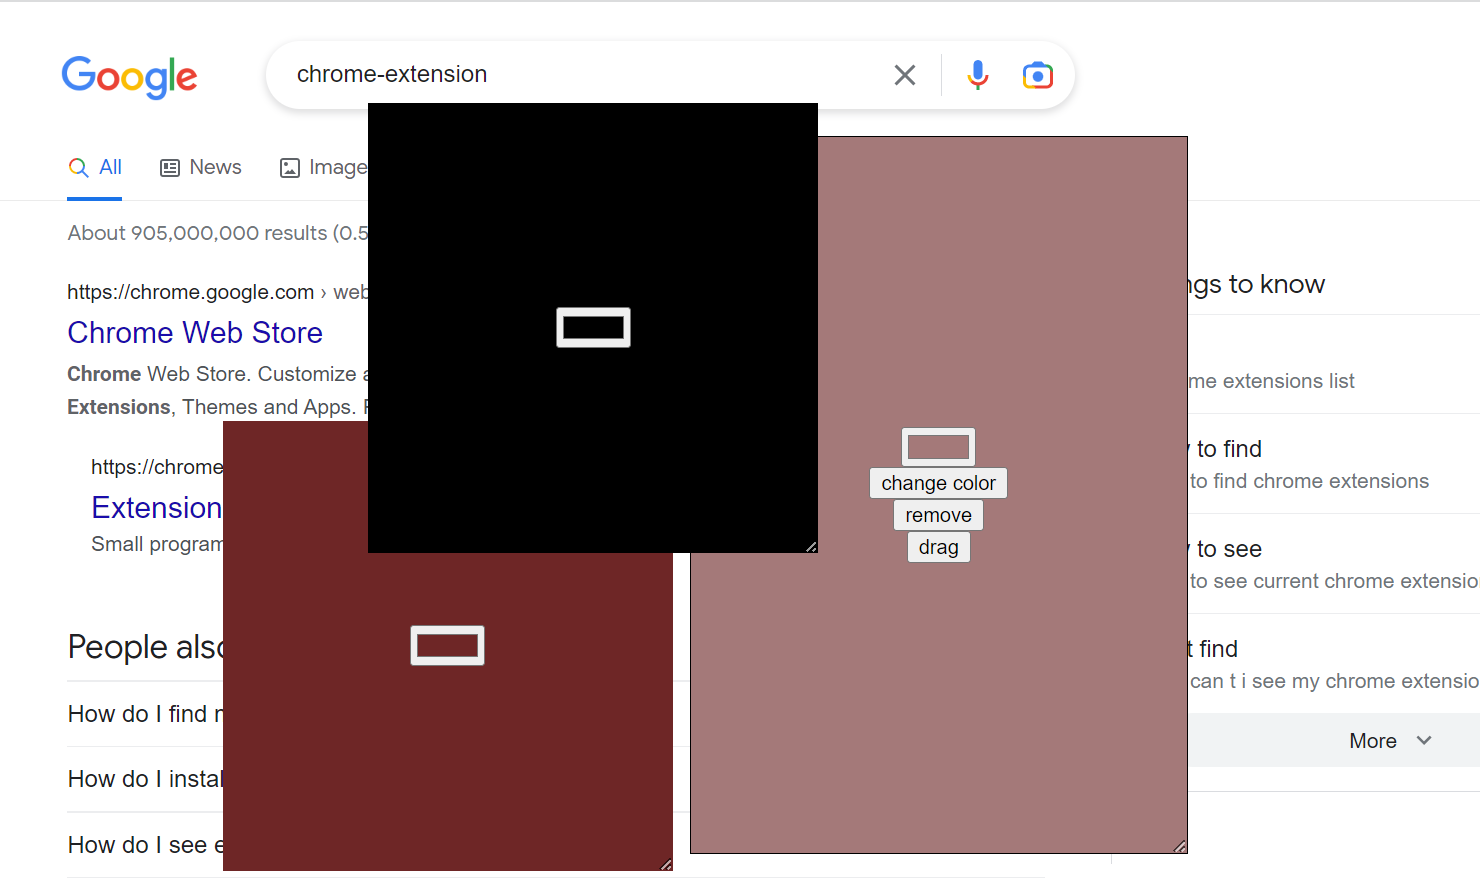 Google
chrome-extension
All
News
Image
About 905,000,000 results (0.5
https://chrome.google.com › web
Chrome Web Store
Chrome Web Store. Customize a
Extensions, Themes and Apps.
https://chrome
Extension
Small program
People also
How do I find
How do I instal
How do I see e
change color
remove
drag
ngs to know
me extensions list
to find
to find chrome extensions
to see
to see current chrome extensio
t find
can t i see my chrome extensio
More